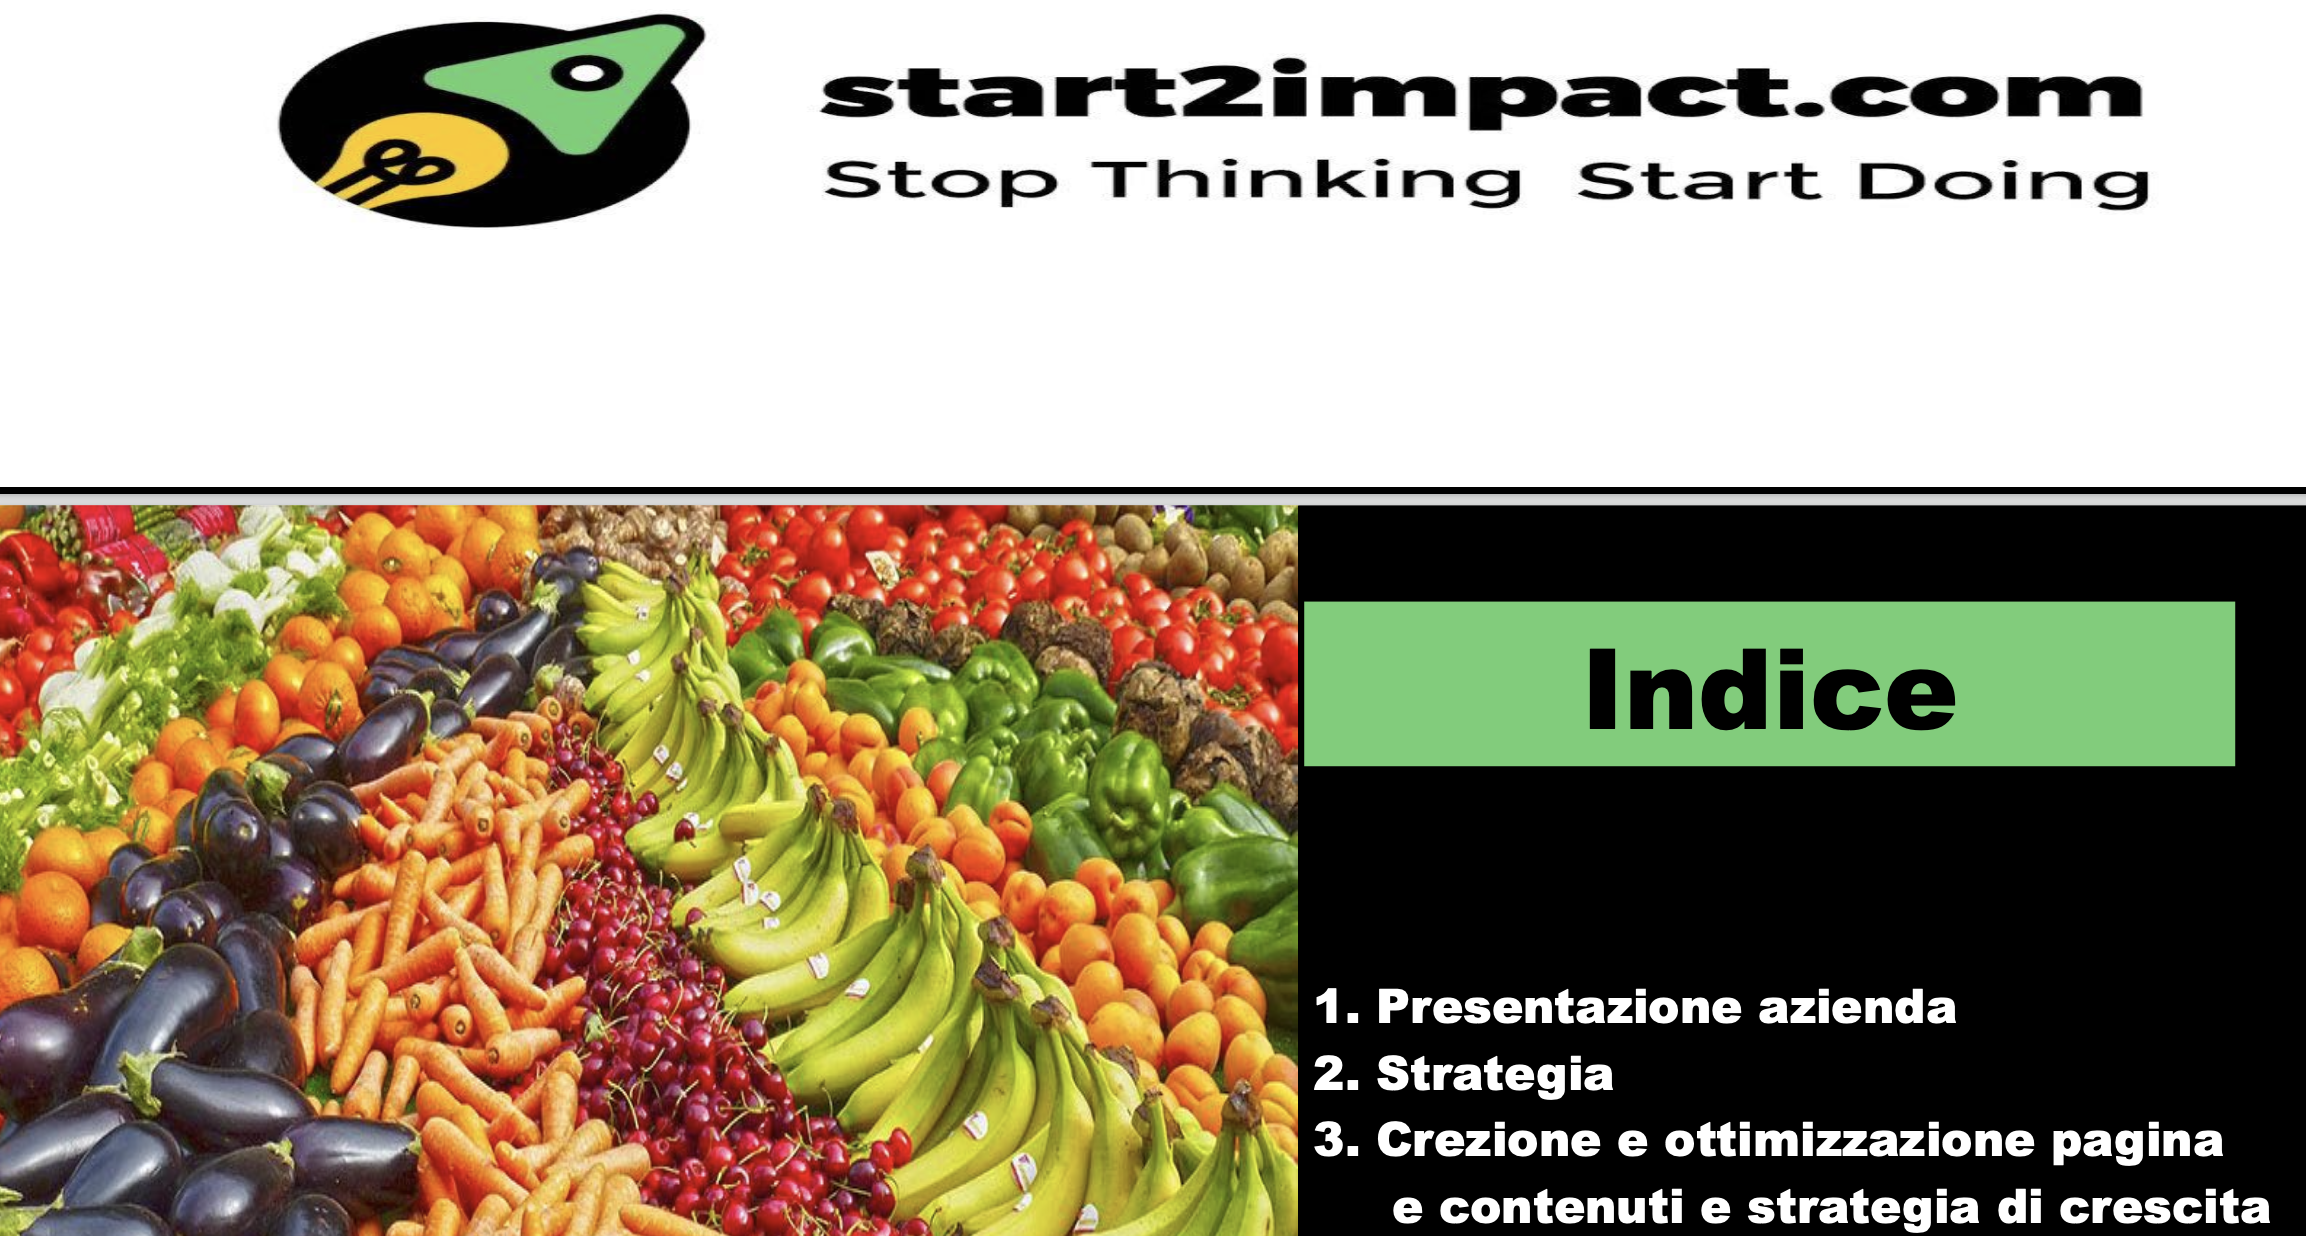 start2impact.com
Stop Thinking Start Doing
Indice
1. Presentazione azienda
2. Strategia
3. Crezione e ottimizzazione pagina
e contenuti e strategia di crescita